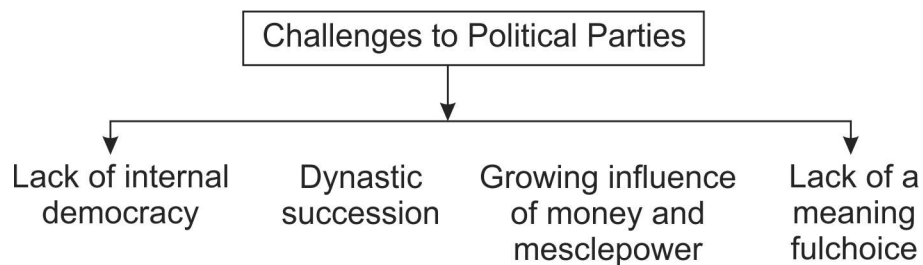 Challenges to Political Parties
Lack of internal
democracy
Dynastic
succession
Growing influence
of money and
mesclepower
Lack of a
meaning
fulchoice